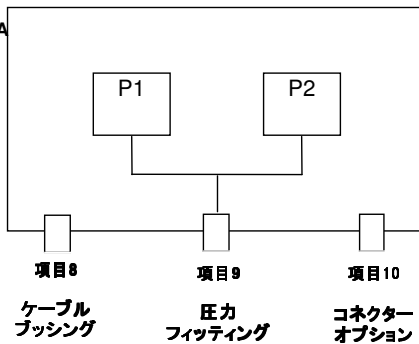 A
P1
P2
項目8
項目9
項目10
ケーブル
ブッシング
圧力
フィッティング
コネクター
オプション